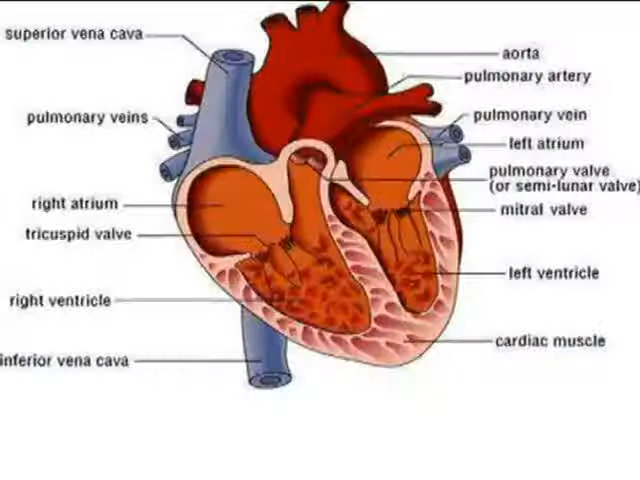 superior vena cava
aorta
pulmonary artery
pulmonary veins
pulmonary vein
left atrium
pulmonary valve
(or semi-lunar valve)
right atrium
mitral valve
tricuspid valve
left ventricle
right ventricle
cardiac muscle
inferior vena cava